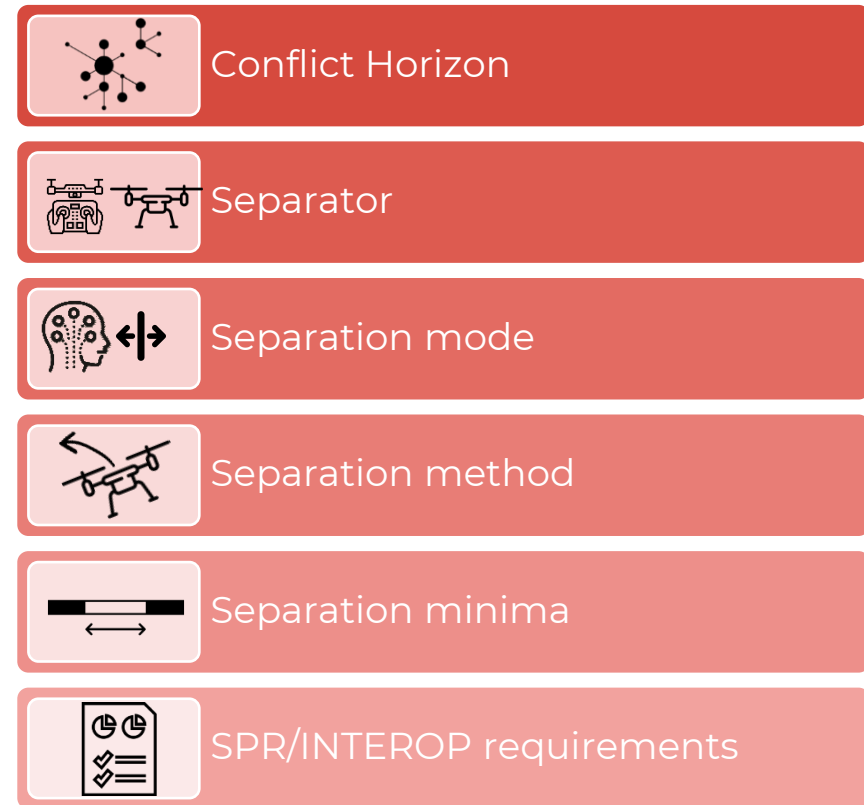 Conflict Horizon
Separator
Separation mode
Separation method
Separation minima
SPR/INTEROP requirements